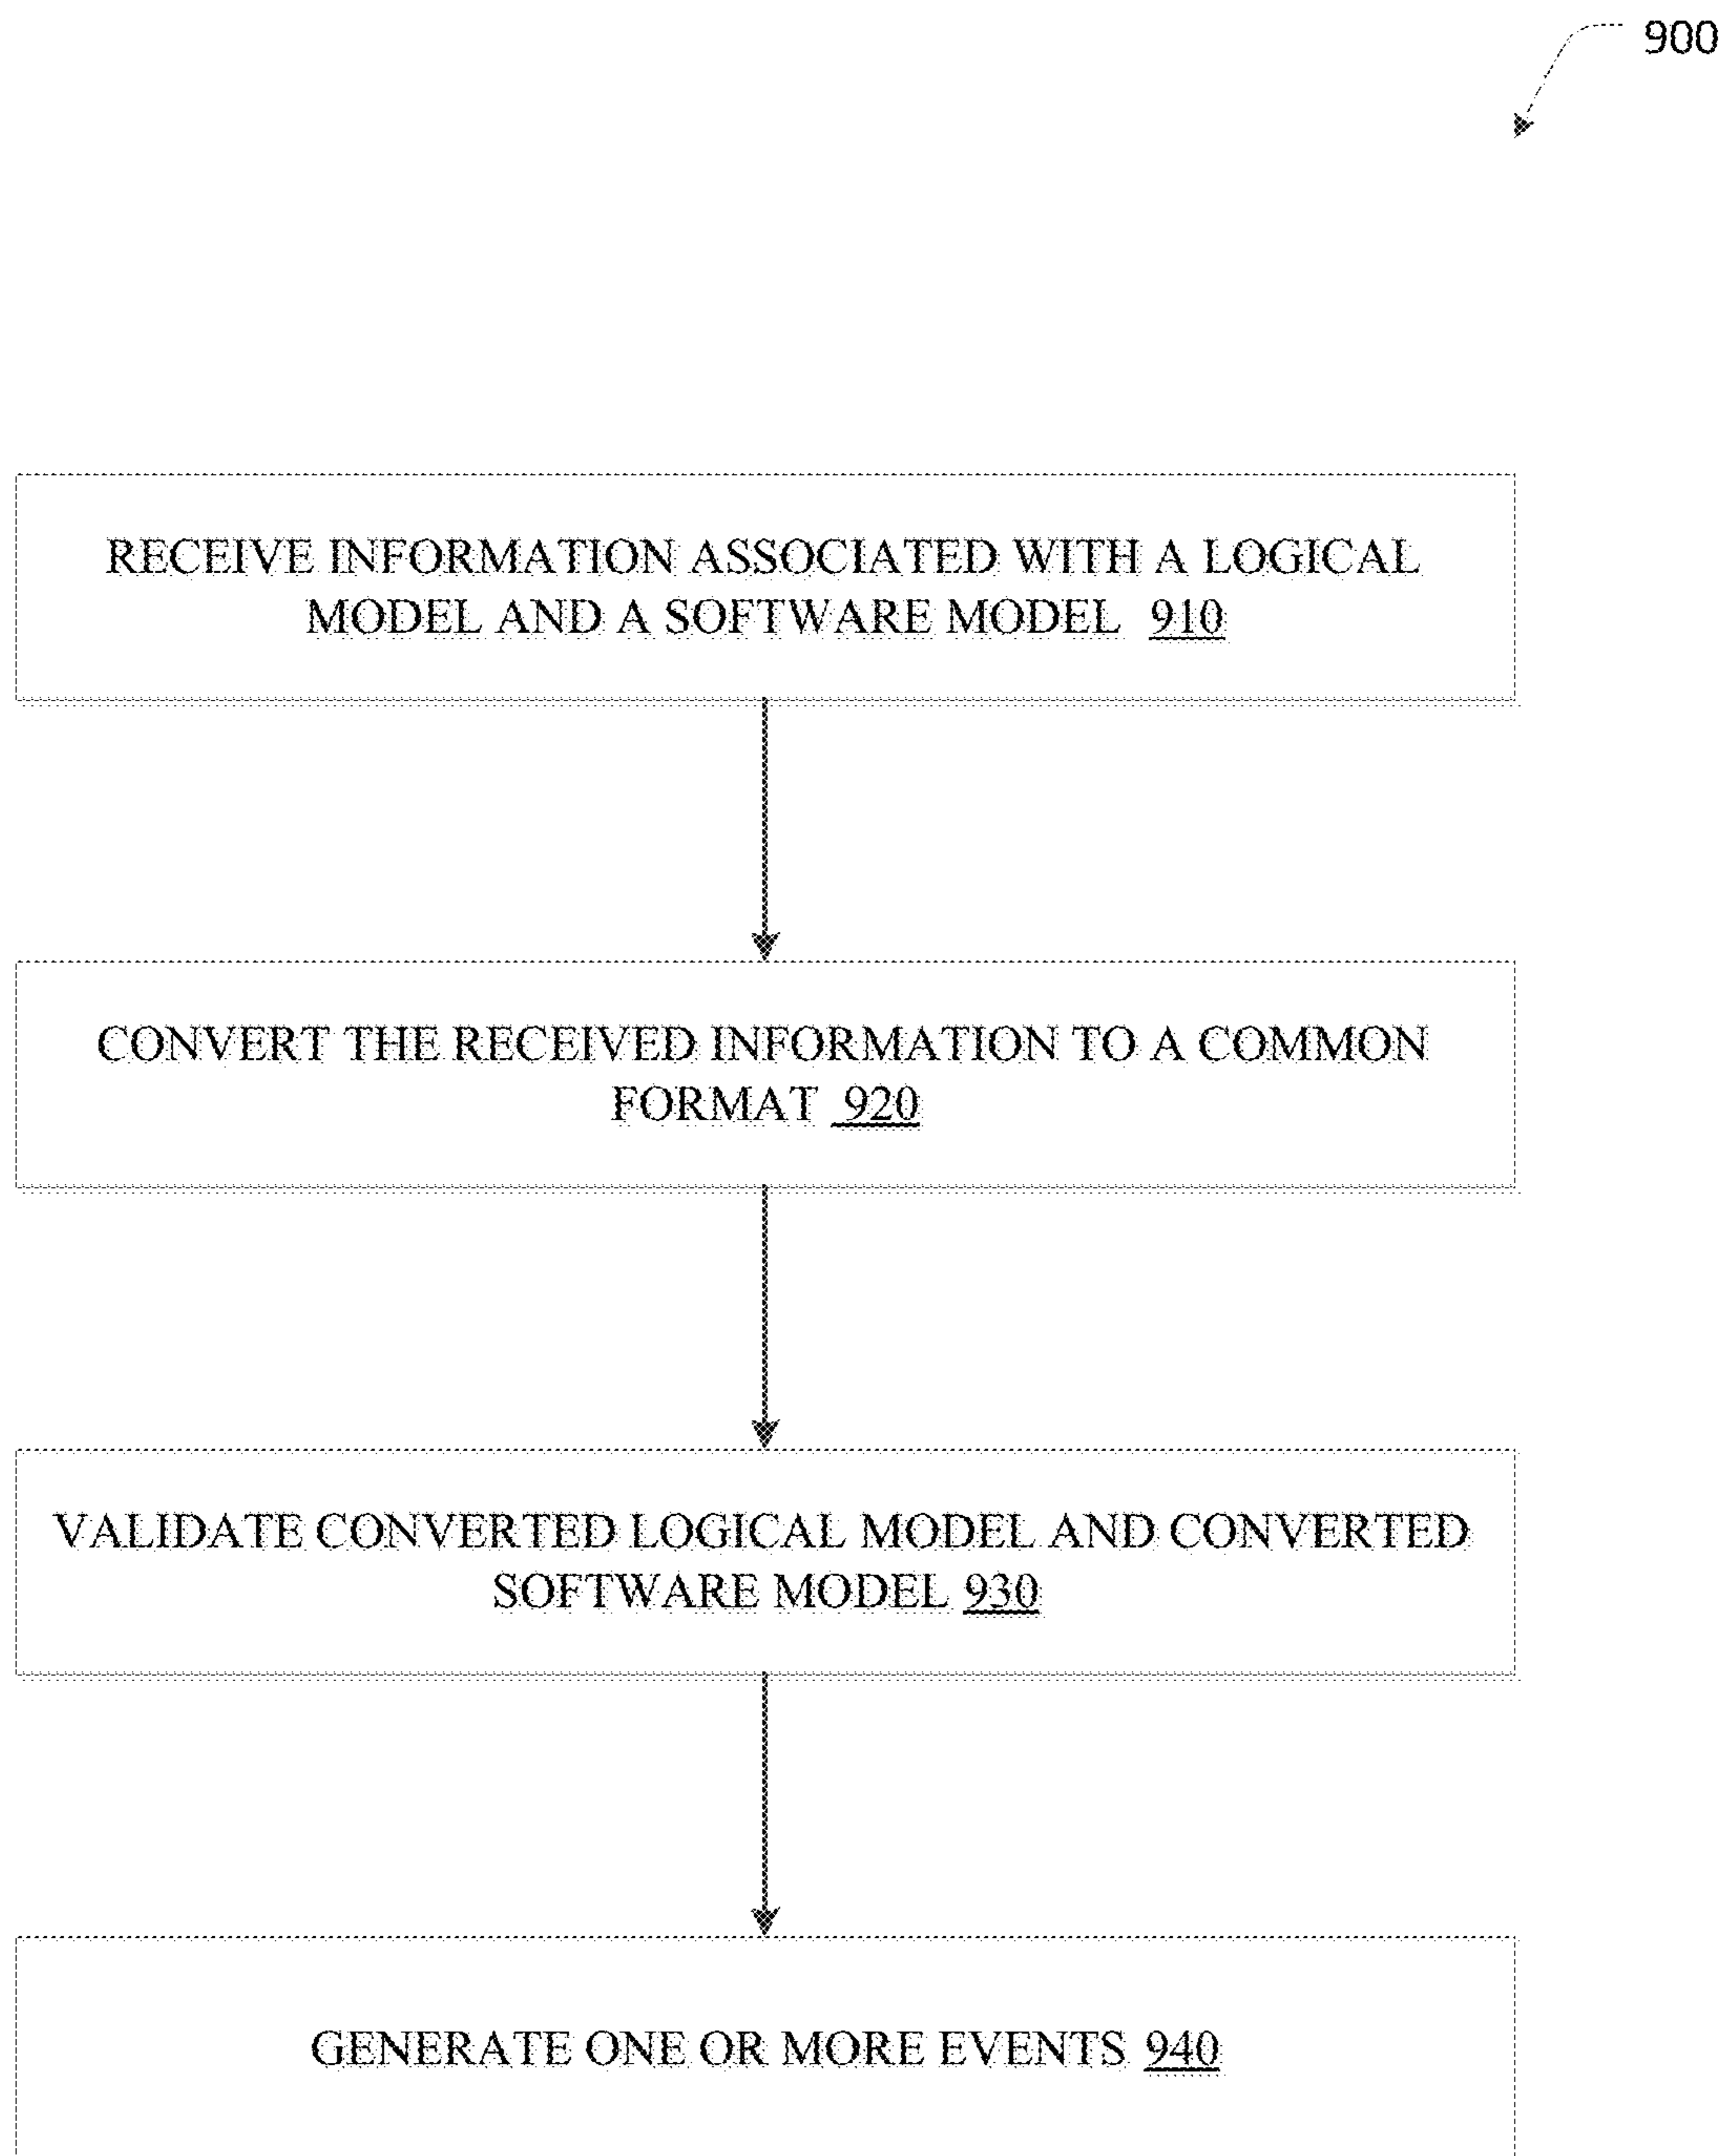 900
RECEIVE INFORMATION ASSOCIATED WITH A LOGICAL
MODEL AND A SOFTWARE MODEL 910
CONVERT THE RECEIVED INFORMATION TO A COMMON
FORMAT 920
VALIDATE CONVERTED LOGICAL MODEL AND CONVERTED
SOFTWARE MODEL 930
GENERATE ONE OR MORE EVENTS 940